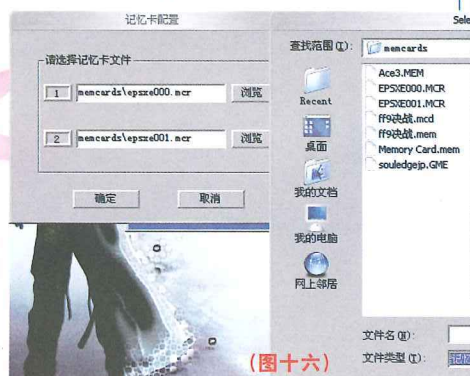 记忆卡配置
请选择记忆卡文件
1 memcards\epsxe000.mcr 浏览
2 memcards\epsxe001.mcr 浏览
确定 取消
Sele
查找范围(I): memcards
Recent
桌面
我的文档
我的电脑
网上邻居
Ace3.MEM
EPSXE000.MCR
EPSXE001.MCR
ff9决战.mcd
ff9决战.mem
Memory Card.mem
souledgejp.GME
文件名(N):
文件类型(T): 记忆
(图十六)